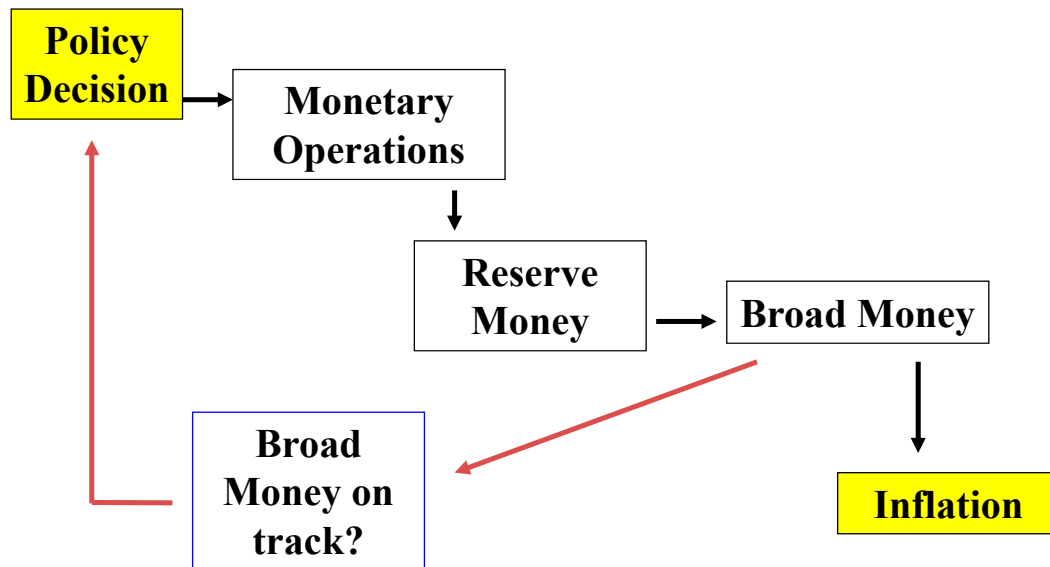 Policy
Decision
Monetary
Operations
Reserve
Money
Broad Money
Broad
Money on
track?
Inflation